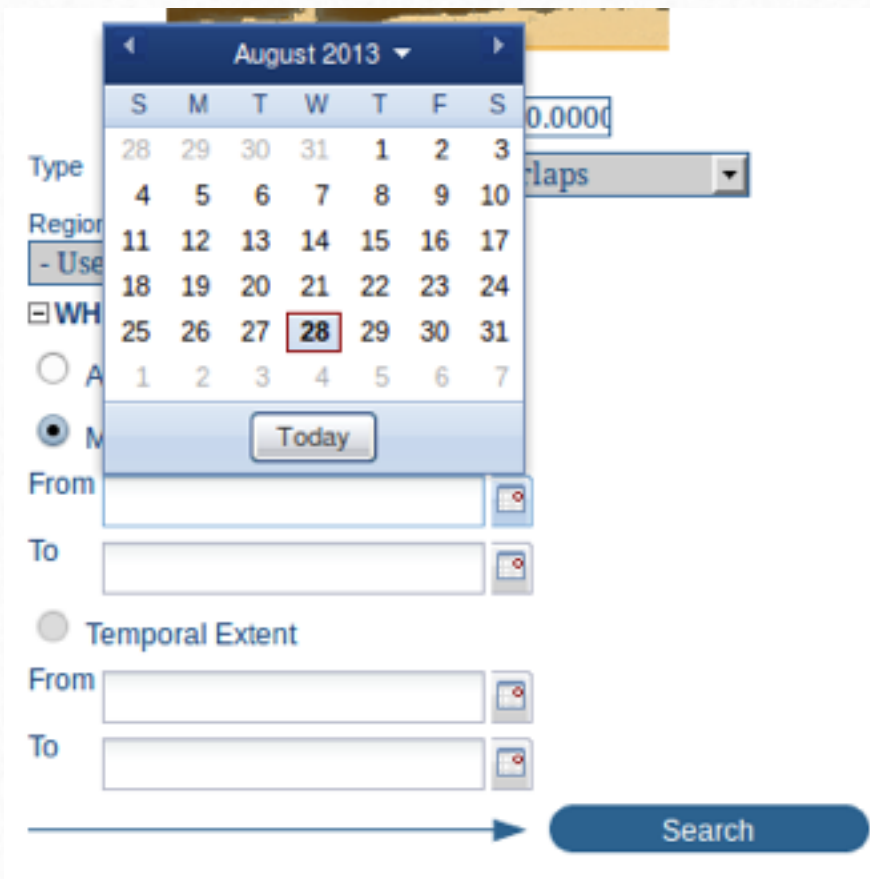 August 2013
S M T W T F S
0.000
28 29 30 31 1 2 3
Type
rlaps
4 5 6 7 8 9 10
Region
11 12 13 14 15 16 17
- Use
18 19 20 21 22 23 24
WH
25 26 27 28 29 30 31
A
1 2 3 4 5 6 7
M
Today
From
To
Temporal Extent
From
To
Search